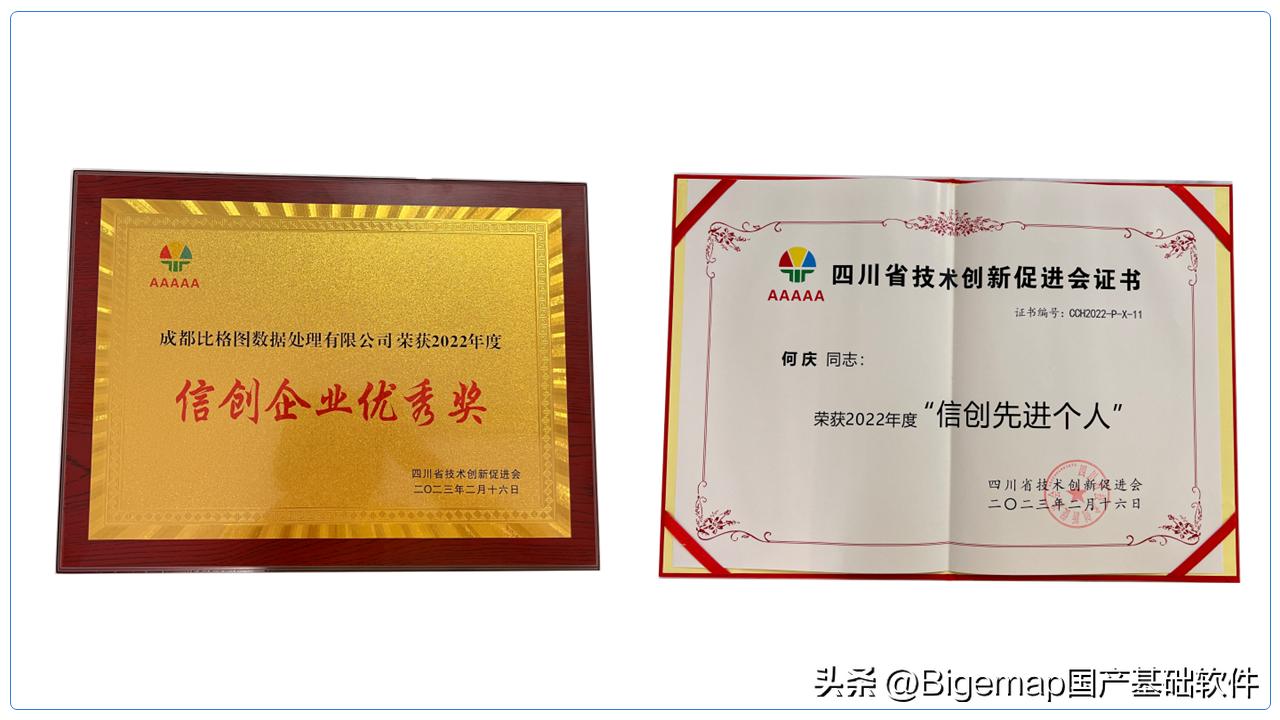 AAAAA
成都比格图数据处理有限公司 荣获2022年度
信创企业优秀奖
四川省技术创新促进会
二〇二三年二月十六日
AAAAA
四川省技术创新促进会证书
证书编号：CCH2022-P-X-11
何庆 同志：
荣获2022年度“信创先进个人”
四川省技术创新促进会
二〇二三年二月十六日
头条 @Bigemap国产基础软件